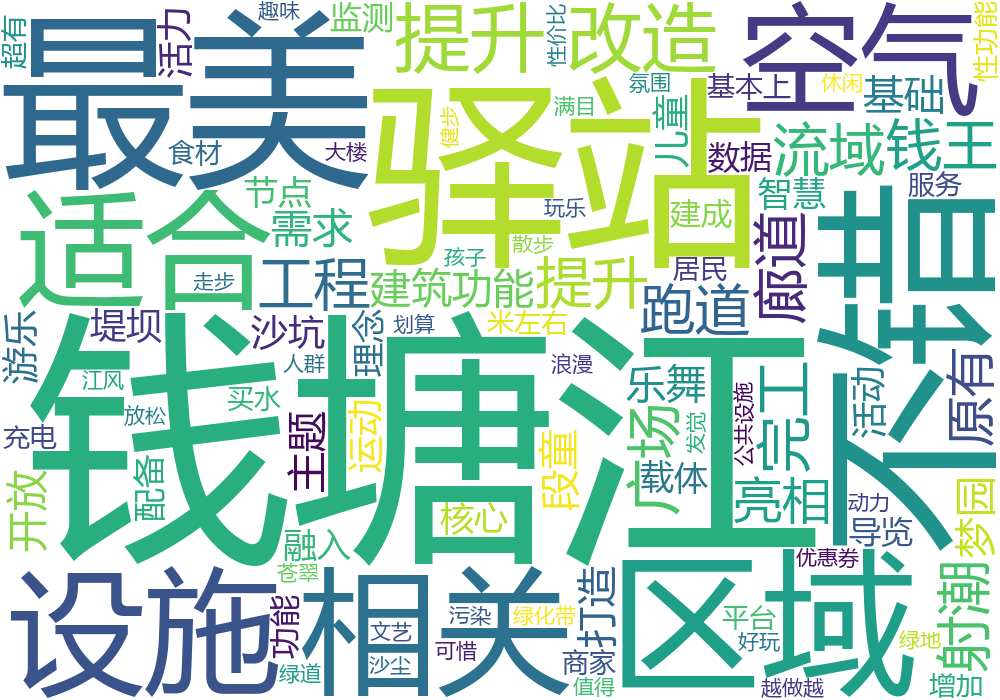 超有
最美
活力
趣味
监测
提升
性价比
改造
空气
性功能
驿站
氛围
满目
健步
儿童
基本上
休闲
基础
食材
大楼
数据
流域
钱王
适合
节点
需求
玩乐
建成
智慧
服务
不错
散步
孩子
走步
工程
建筑功能
提升
居民
跑道
廊道
原有
游乐
堤坝
沙坑
理念
划算
米左右
钱塘江
江风
放松
买水
人群
浪漫
乐舞
公共设施
完工
活动
充电
主题
运动
段童
广场
发觉
载体
开放
配备
核心
亮相
动力
导览
梦园
融入
苍翠
优惠券
设施
相关
区域
功能
污染
绿化带
打造
平台
射潮
文艺
可惜
好玩
绿地
绿道
沙尘
商家
值得
越做越
增加